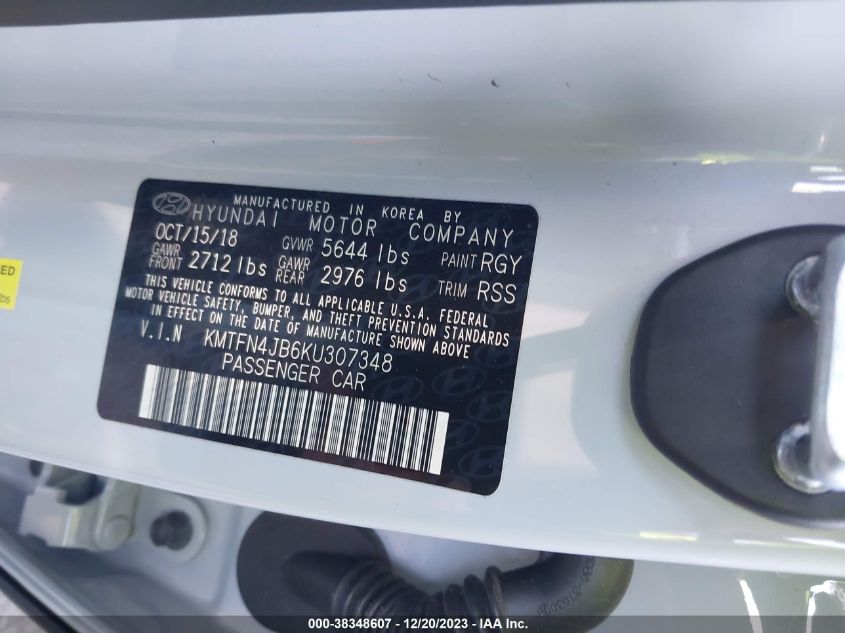 MANUFACTURED IN KOREA BY
HYUNDAI MOTOR COMPANY
OCT/15/18 GVWR 5644 lbs PAINT RGY
GAWR FRONT 2712 lbs GAWR REAR 2976 lbs TRIM RSS
THIS VEHICLE CONFORMS TO ALL APPLICABLE U.S.A. FEDERAL
MOTOR VEHICLE SAFETY, BUMPER, AND THEFT PREVENTION STANDARDS
IN EFFECT ON THE DATE OF MANUFACTURE SHOWN ABOVE
V.I.N KMTFN4JB6KU307348
PASSENGER CAR
lbs
000-38348607 - 12/20/2023 - IAA Inc.